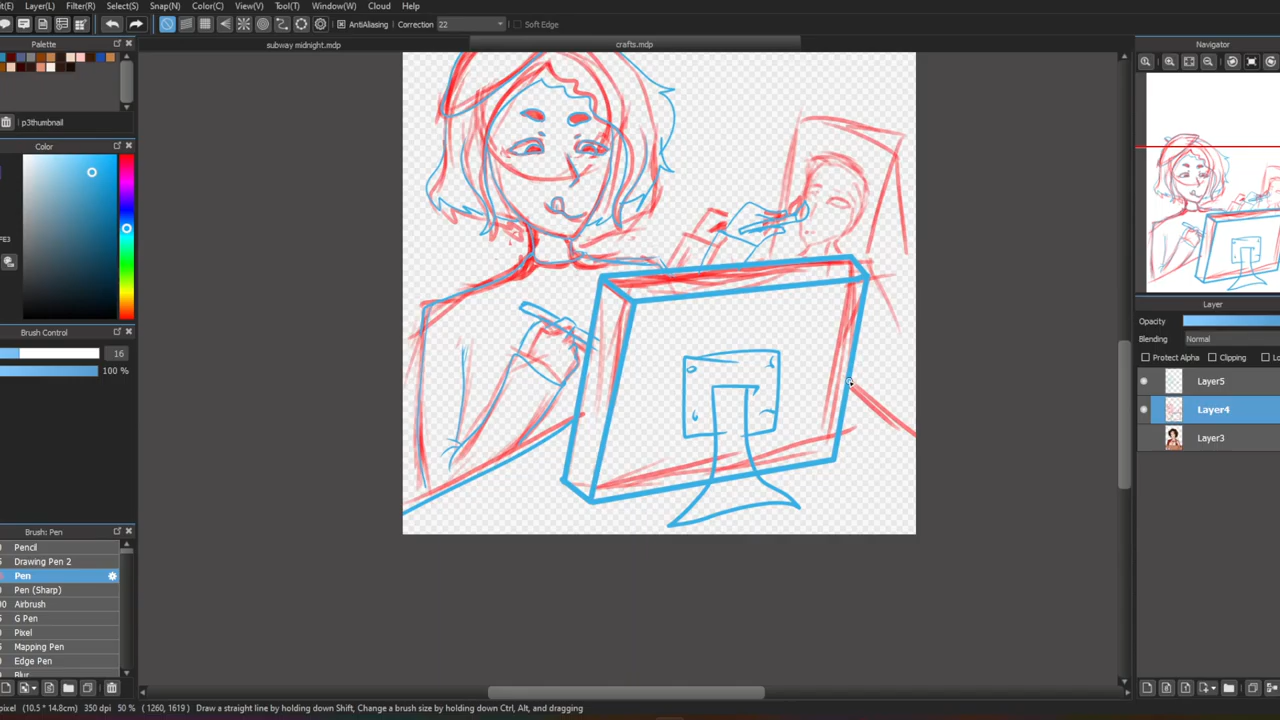 Layer(L) Filter(R) Select(S) Snap(N) Color(C) View(V) Tool(T) Window(W) Cloud Help
AntiAliasing Correction 22 Soft Edge
Palette
subway midnight.mdp
crafts.mdp
Navigator
p3thumbnail
Color
Layer
Opacity
Blending Normal
Brush Control
16
Protect Alpha Clipping
100 %
Layer5
Layer4
Layer3
Brush: Pen
Pencil
Drawing Pen 2
Pen
Pen (Sharp)
Airbrush
G Pen
Pixel
Mapping Pen
Edge Pen
Blur
pixel (10.5 * 14.8cm) 350 dpi 50 % ( 1260, 1619 ) Draw a straight line by holding down Shift, Change a brush size by holding down Ctrl, Alt, and dragging